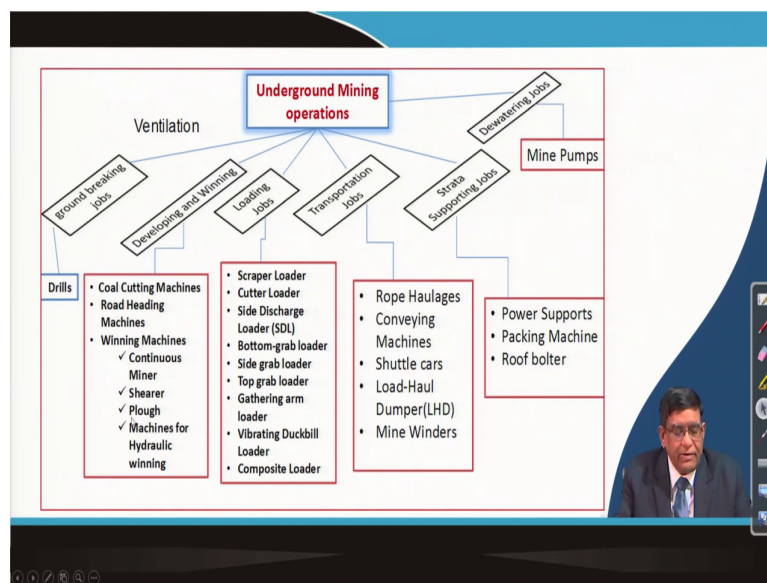 Underground Mining
operations
Ventilation
Dewatering Jobs
Mine Pumps
ground breaking
jobs
Developing and Winning
Loading
Jobs
Transportation
Jobs
Strata
Supporting Jobs
Drills
• Coal Cutting Machines
• Road Heading
Machines
• Winning Machines
✓ Continuous
Miner
✓ Shearer
✓ Plough
✓ Machines for
Hydraulic
winning
• Scraper Loader
• Cutter Loader
• Side Discharge
Loader (SDL)
• Bottom-grab loader
• Side grab loader
• Top grab loader
• Gathering arm
loader
• Vibrating Duckbill
Loader
• Composite Loader
• Rope Haulages
• Conveying
Machines
• Shuttle cars
• Load-Haul
Dumper(LHD)
• Mine Winders
• Power Supports
• Packing Machine
• Roof bolter